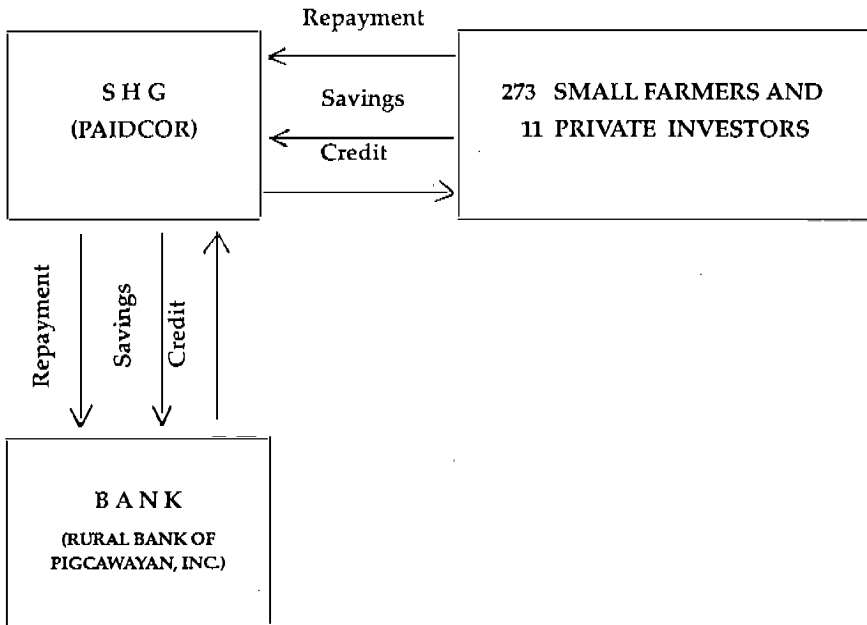 Repayment
S H G
(PAIDCOR)
Savings
273 SMALL FARMERS AND
11 PRIVATE INVESTORS
Credit
Repayment
Savings
Credit
B A N K
(RURAL BANK OF
PIGCAWAYAN, INC.)